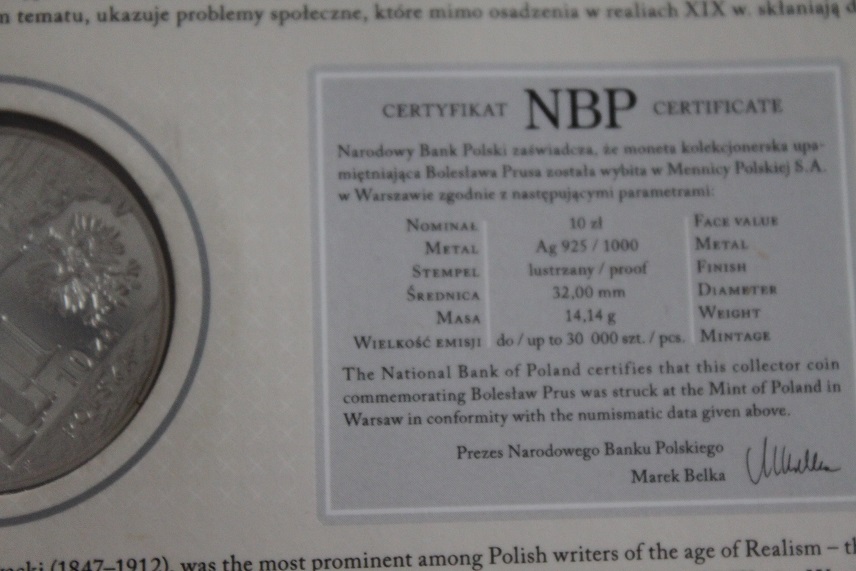 tematu, ukazuje problemy społeczne, które mimo osadzenia w realiach XIX w. skłaniają
CERTYFIKAT NBP CERTIFICATE
Narodowy Bank Polski zaświadcza, że moneta kolekcjonerska upa-
miętniająca Bolesława Prusa została wybita w Mennicy Polskiej S.A.
w Warszawie zgodnie z następującymi parametrami:
NOMINAŁ 10 zł FACE VALUE
METAL Ag 925 / 1000 METAL
STEMPEL lustrzany / proof FINISH
ŚREDNICA 32,00 mm DIAMETER
MASA 14,14 g WEIGHT
WIELKOŚĆ EMISJI do / up to 30 000 szt. / pcs. MINTAGE
The National Bank of Poland certifies that this collector coin
commemorating Bolesław Prus was struck at the Mint of Poland in
Warsaw in conformity with the numismatic data given above.
Prezes Narodowego Banku Polskiego
Marek Belka
10 zł
(1847–1912), was the most prominent among Polish writers of the age of Realism –